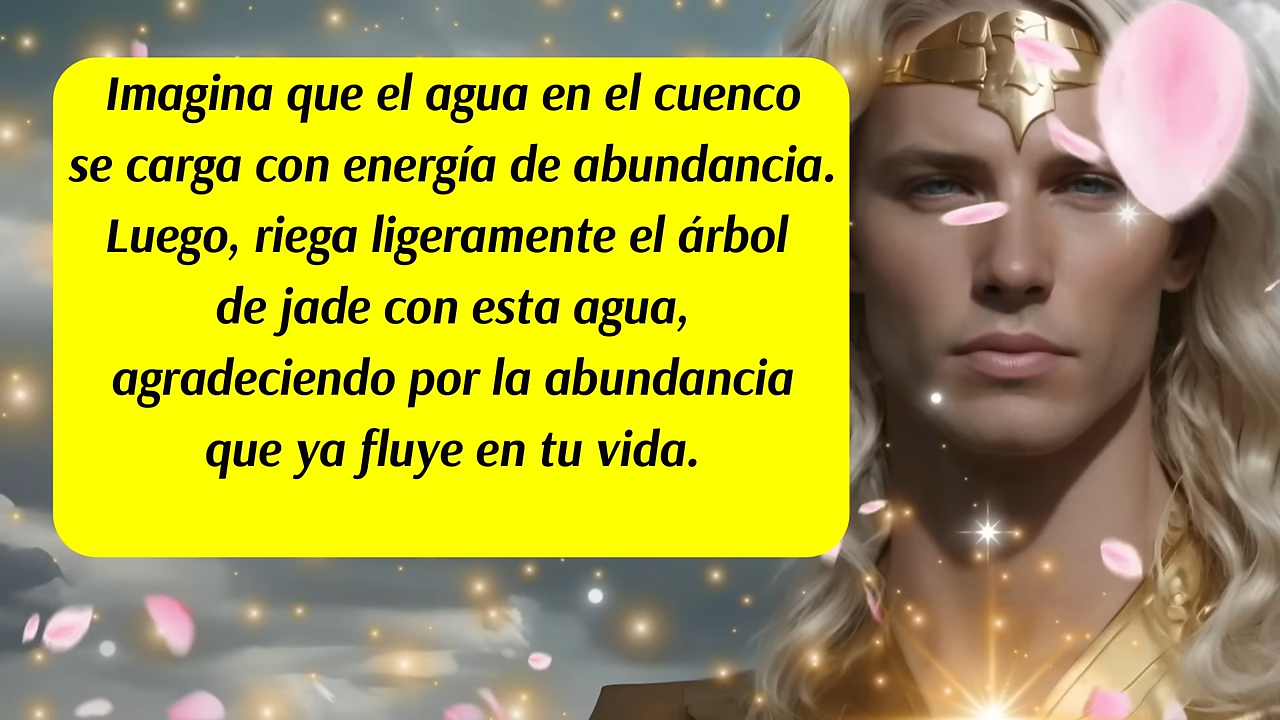 Imagina que el agua en el cuenco
se carga con energía de abundancia.
Luego, riega ligeramente el árbol
de jade con esta agua,
agradeciendo por la abundancia
que ya fluye en tu vida.